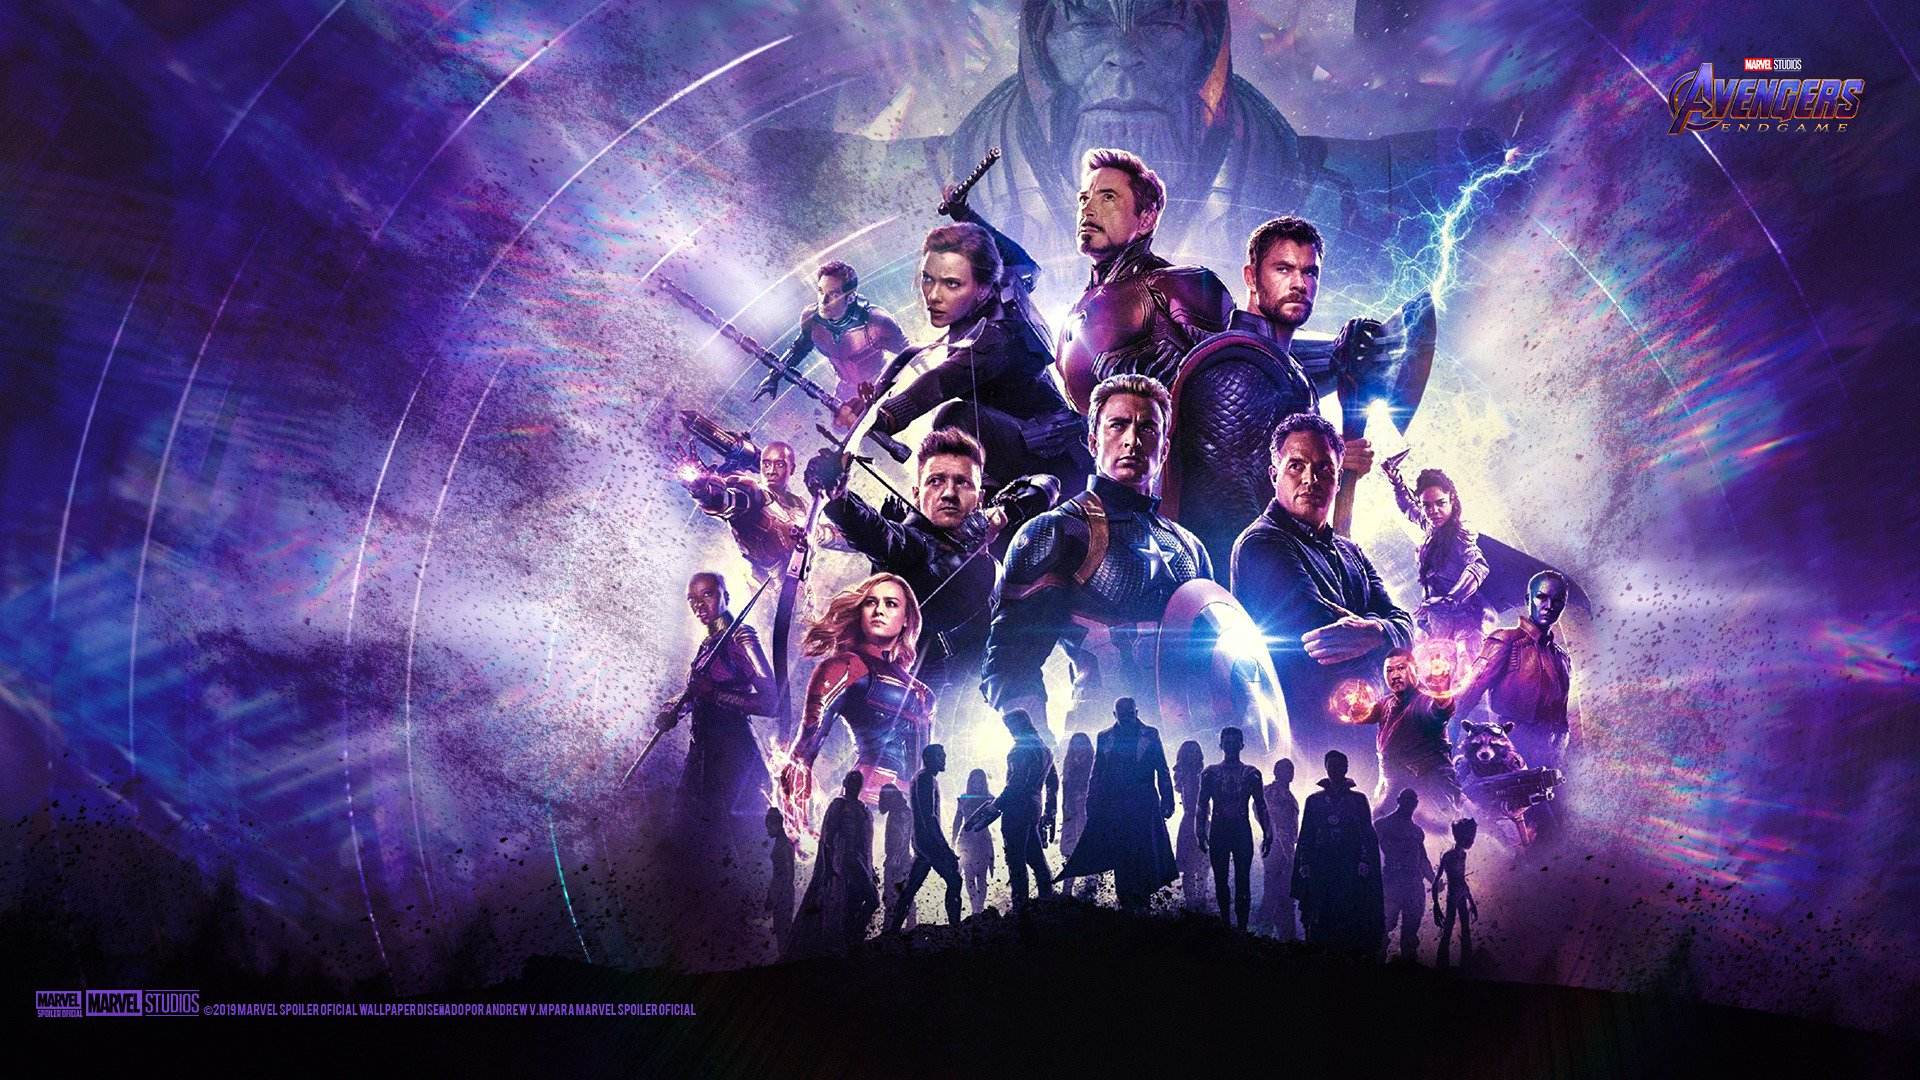 MARVEL STUDIOS
AVENGERS
ENDGAME
MARVEL
SPOILER OFICIAL
MARVEL STUDIOS
©2019 MARVEL SPOILER OFICIAL WALLPAPER DISEÑADO POR ANDREW V.M PARA MARVEL SPOILER OFICIAL